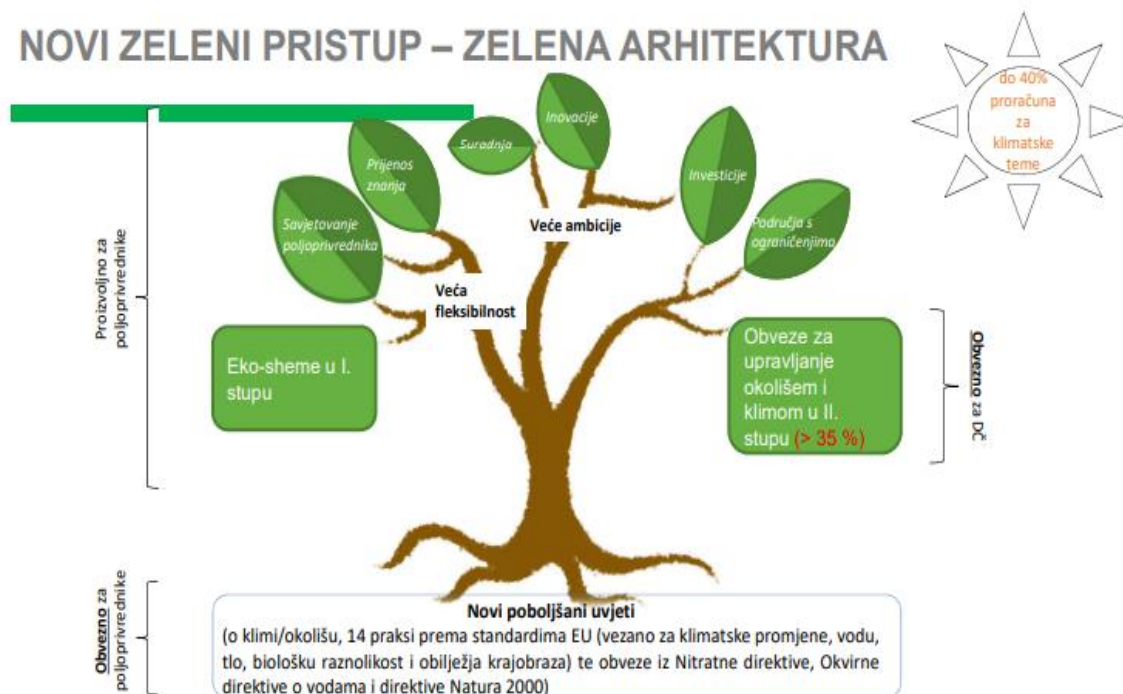 NOVI ZELENI PRISTUP – ZELENA ARHITEKTURA
do 40%
proračuna
za
klimatske
teme
Inovacije
Suradnja
Prijenos
znanja
Investicije
Savjetovanje
poljoprivrednika
Područja s
ograničenjima
Veće ambicije
Veća
fleksibilnost
Proizvoljno za
poljoprivrednike
Eko-sheme u I.
stupu
Obveze za
upravljanje
okolišem i
klimom u II.
stupu (> 35 %)
Obvezno za DČ
Obvezno za
poljoprivrednike
Novi poboljšani uvjeti
(o klimi/okolišu, 14 praksi prema standardima EU (vezano za klimatske promjene, vodu,
tlo, biološku raznolikost i obilježja krajobraza) te obveze iz Nitratne direktive, Okvirne
direktive o vodama i direktive Natura 2000)